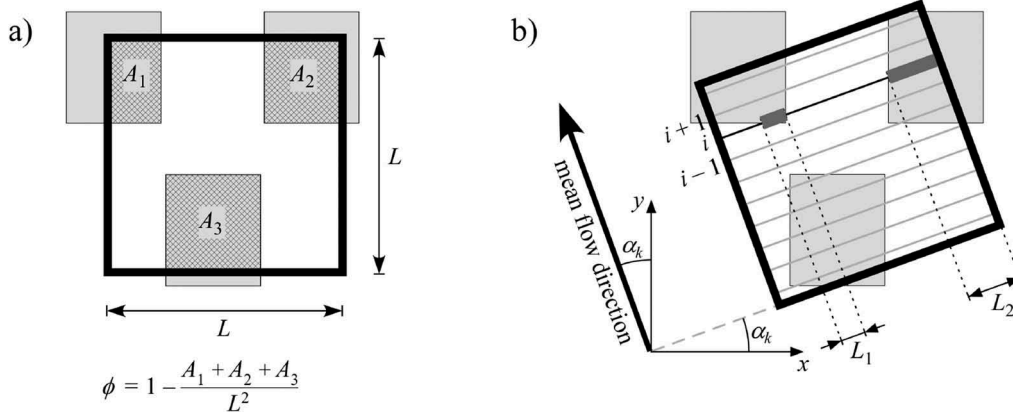 a)
A₁
A₂
L
A₃
L
ϕ = 1 − (A₁ + A₂ + A₃) / L²
b)
i + 1
i
i − 1
mean flow direction
y
αₖ
αₖ
x
L₁
L₂